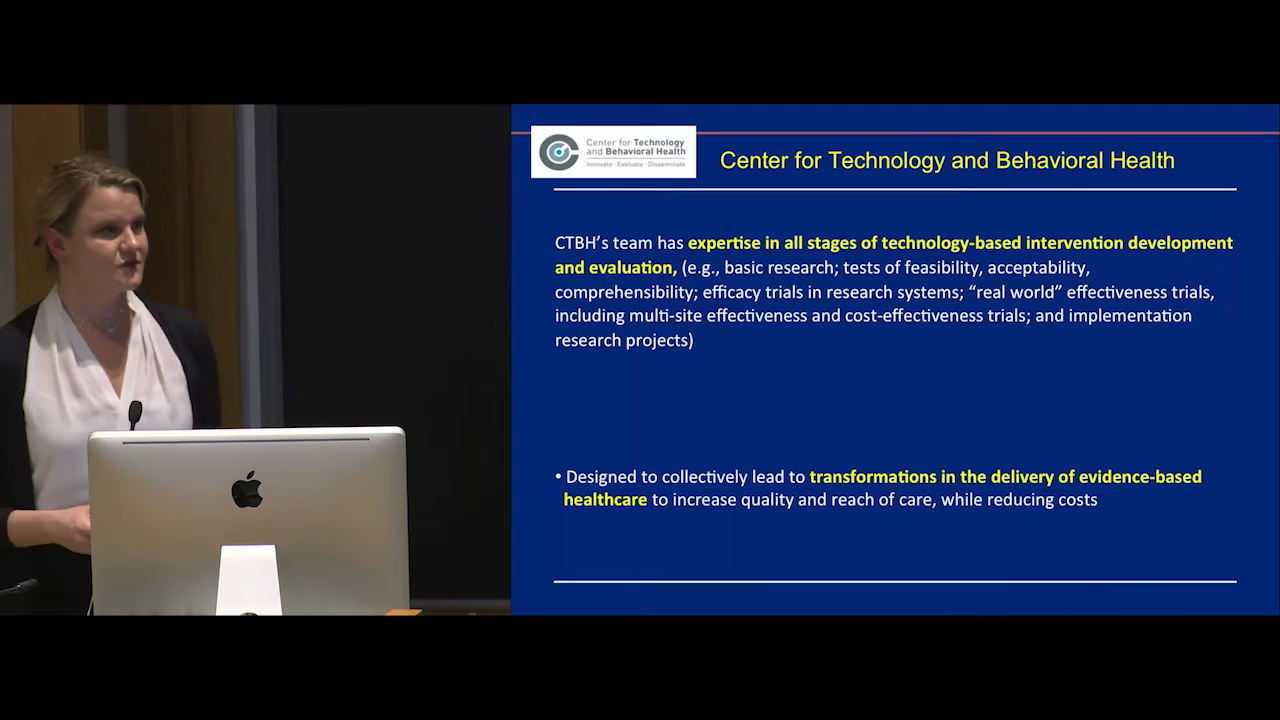 Center for Technology
and Behavioral Health
Innovate · Evaluate · Disseminate
Center for Technology and Behavioral Health
CTBH’s team has expertise in all stages of technology-based intervention development
and evaluation, (e.g., basic research; tests of feasibility, acceptability,
comprehensibility; efficacy trials in research systems; “real world” effectiveness trials,
including multi-site effectiveness and cost-effectiveness trials; and implementation
research projects)
• Designed to collectively lead to transformations in the delivery of evidence-based
healthcare to increase quality and reach of care, while reducing costs